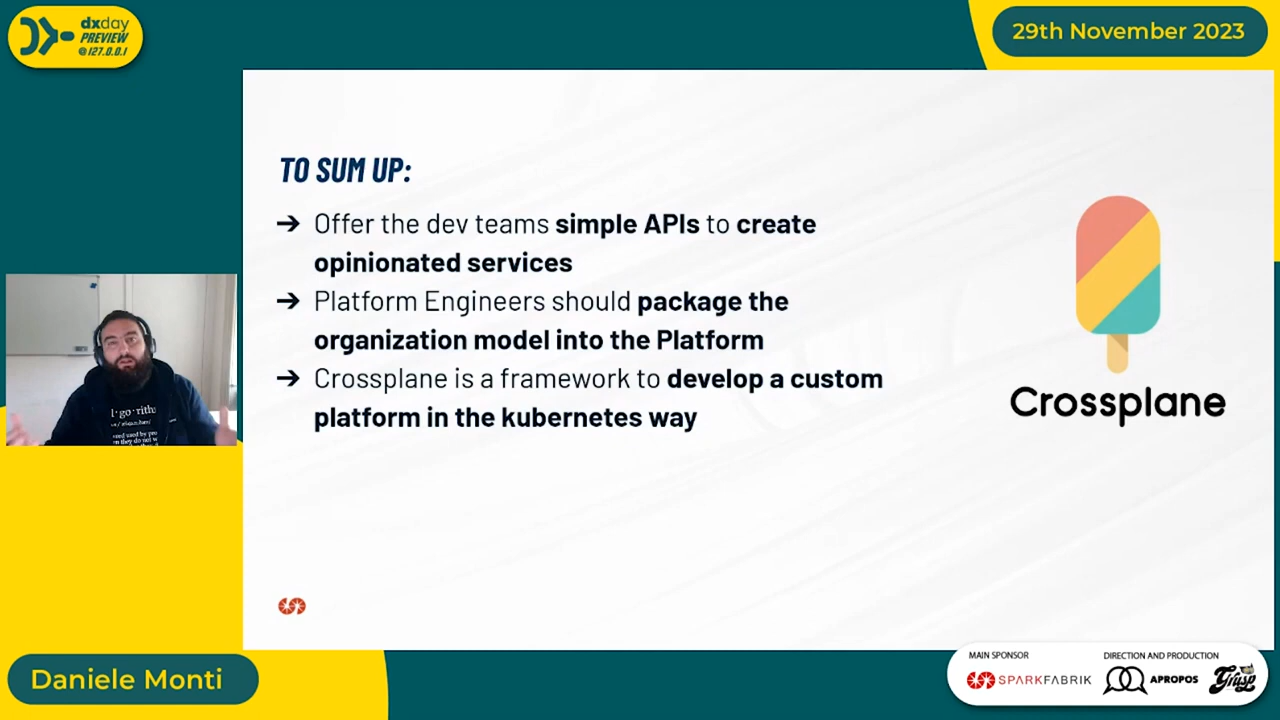 dxday
PREVIEW
@127.0.0.1
29th November 2023
TO SUM UP:
➔ Offer the dev teams simple APIs to create
opinionated services
➔ Platform Engineers should package the
organization model into the Platform
➔ Crossplane is a framework to develop a custom
platform in the kubernetes way
Crossplane
Daniele Monti
MAIN SPONSOR
SPARKFABRIK
DIRECTION AND PRODUCTION
APROPOS
Grusp